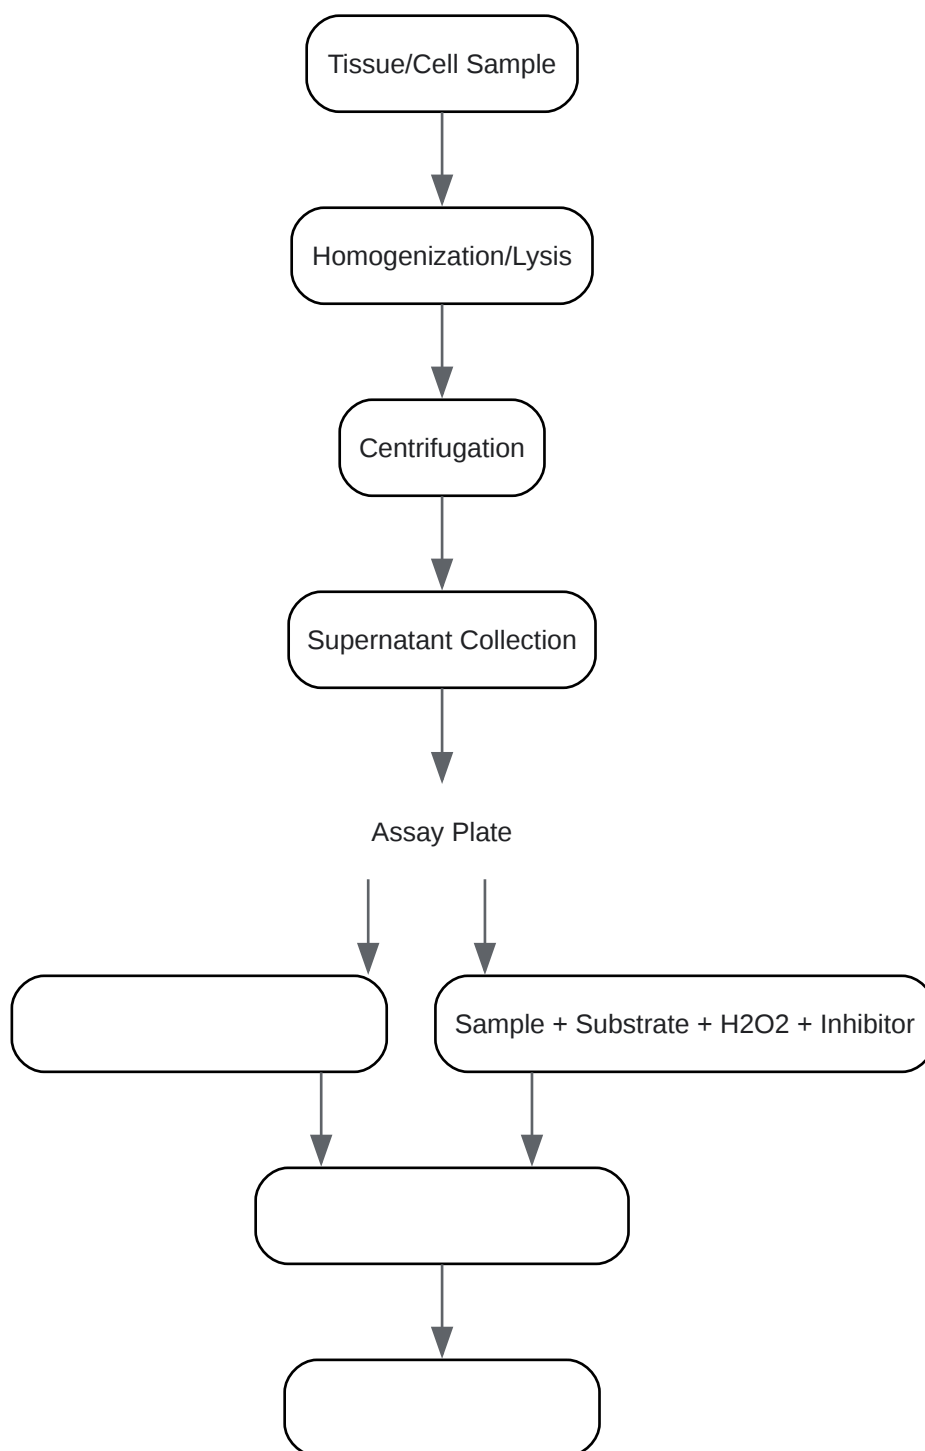 Tissue/Cell Sample
Homogenization/Lysis
Centrifugation
Supernatant Collection
Assay Plate
Sample + Substrate + H2O2 + Inhibitor